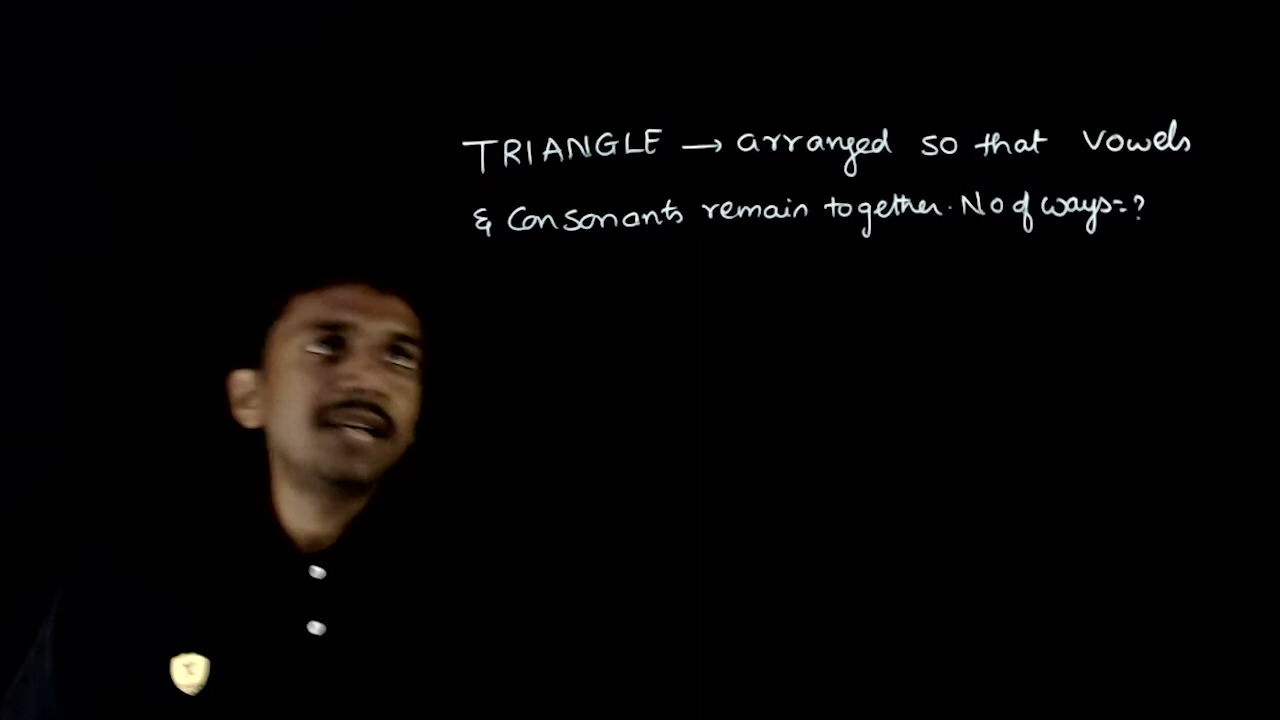 TRIANGLE → arranged so that vowels
& Consonants remain together. No of ways=?